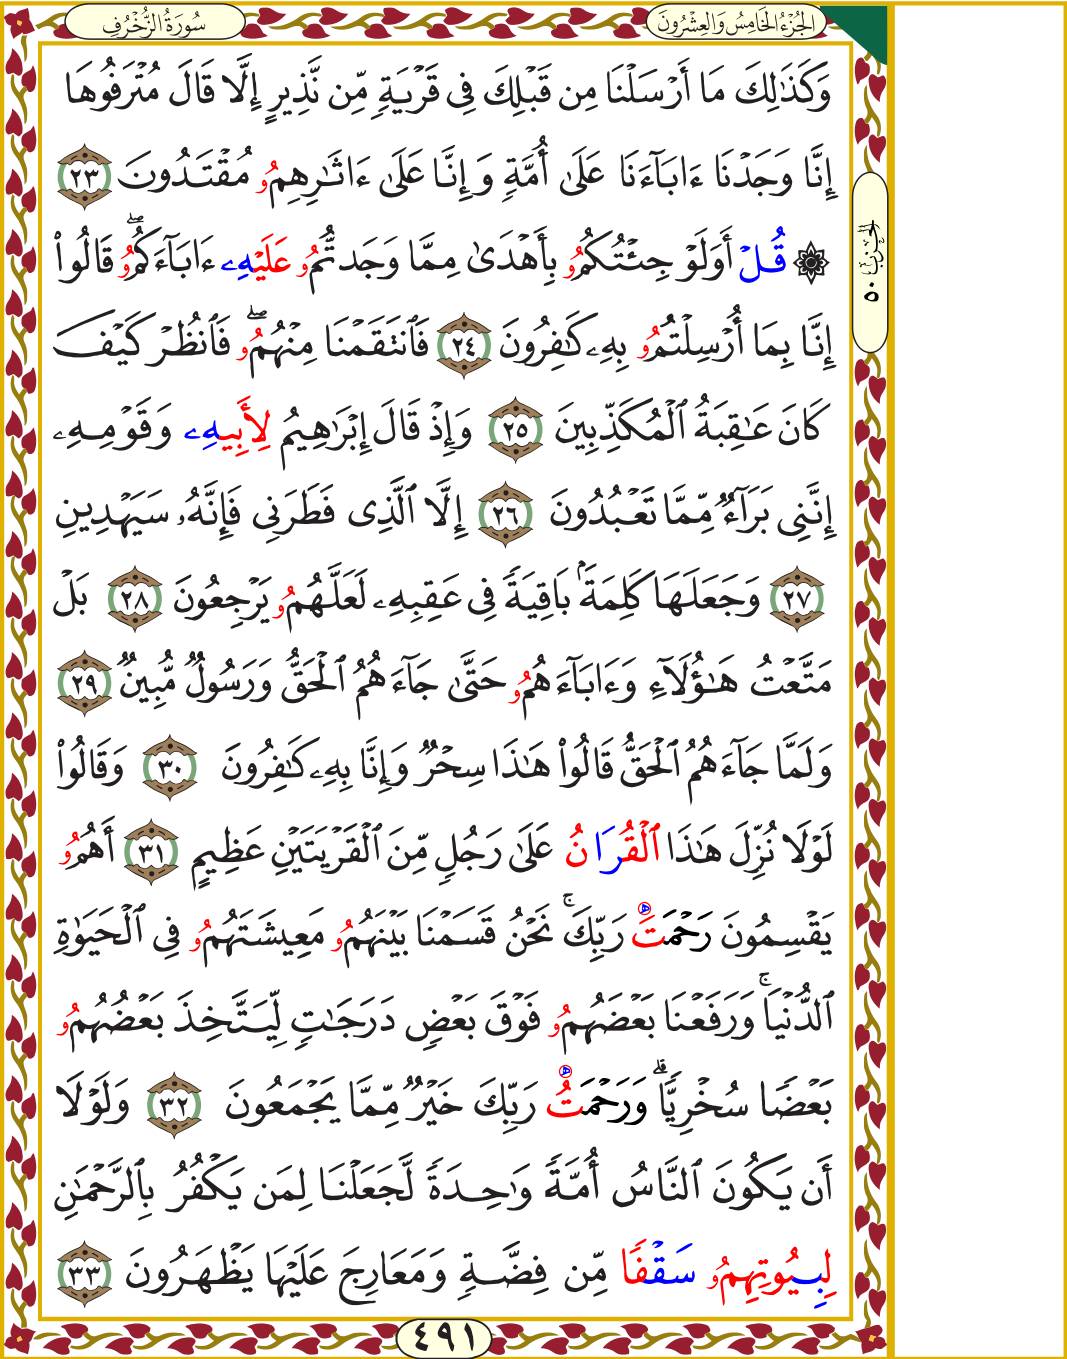 سُورَةُ الزُّخْرُفِ
الجُزْءُ الخَامِسُ وَالعِشْرُونَ
وَكَذَٰلِكَ مَا أَرْسَلْنَا مِن قَبْلِكَ فِى قَرْيَةٍ مِّن نَّذِيرٍ إِلَّا قَالَ مُتْرَفُوهَا
إِنَّا وَجَدْنَا ءَابَآءَنَا عَلَىٰ أُمَّةٍ وَإِنَّا عَلَىٰ ءَاثَٰرِهِمُۥ مُقْتَدُونَ ٢٣
۞ قُلْ أَوَلَوْ جِئْتُكُمُۥ بِأَهْدَىٰ مِمَّا وَجَدتُّمُۥ عَلَيْهِۦ ءَابَآءَكُمُۥۖ قَالُوا۟
إِنَّا بِمَا أُرْسِلْتُمُۥ بِهِۦ كَٰفِرُونَ ٢٤ فَٱنتَقَمْنَا مِنْهُمُۥۖ فَٱنظُرْ كَيْفَ
كَانَ عَٰقِبَةُ ٱلْمُكَذِّبِينَ ٢٥ وَإِذْ قَالَ إِبْرَٰهِيمُ لِأَبِيهِۦ وَقَوْمِهِۦ
إِنَّنِى بَرَآءٌ مِّمَّا تَعْبُدُونَ ٢٦ إِلَّا ٱلَّذِى فَطَرَنِى فَإِنَّهُۥ سَيَهْدِينِ
٢٧ وَجَعَلَهَا كَلِمَةًۢ بَاقِيَةً فِى عَقِبِهِۦ لَعَلَّهُمُۥ يَرْجِعُونَ ٢٨ بَلْ
مَتَّعْتُ هَٰؤُلَآءِ وَءَابَآءَهُمُۥ حَتَّىٰ جَآءَهُمُ ٱلْحَقُّ وَرَسُولٌ مُّبِينٌ ٢٩
وَلَمَّا جَآءَهُمُ ٱلْحَقُّ قَالُوا۟ هَٰذَا سِحْرٌ وَإِنَّا بِهِۦ كَٰفِرُونَ ٣٠ وَقَالُوا۟
لَوْلَا نُزِّلَ هَٰذَا ٱلْقُرَانُ عَلَىٰ رَجُلٍ مِّنَ ٱلْقَرْيَتَيْنِ عَظِيمٍ ٣١ أَهُمُۥ
يَقْسِمُونَ رَحْمَتَ رَبِّكَۚ نَحْنُ قَسَمْنَا بَيْنَهُمُۥ مَعِيشَتَهُمُۥ فِى ٱلْحَيَوٰةِ
ٱلدُّنْيَاۚ وَرَفَعْنَا بَعْضَهُمُۥ فَوْقَ بَعْضٍ دَرَجَٰتٍ لِّيَتَّخِذَ بَعْضُهُمُۥ
بَعْضًا سُخْرِيًّاۗ وَرَحْمَتُ رَبِّكَ خَيْرٌ مِّمَّا يَجْمَعُونَ ٣٢ وَلَوْلَا
أَن يَكُونَ ٱلنَّاسُ أُمَّةً وَٰحِدَةً لَّجَعَلْنَا لِمَن يَكْفُرُ بِٱلرَّحْمَٰنِ
لِبِيُوتِهِمُۥ سَقْفًا مِّن فِضَّةٍ وَمَعَارِجَ عَلَيْهَا يَظْهَرُونَ ٣٣
الحزب ٥٠
٤٩١